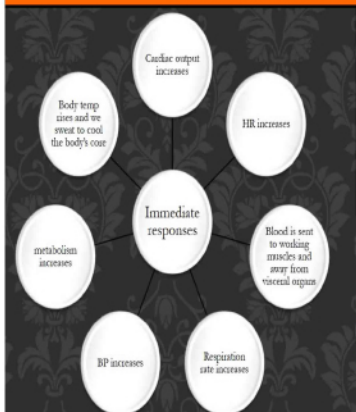 Cardiac output
increases
HR increases
Blood is sent
to working
muscles and
away from
visceral organs
Respiration
rate increases
BP increases
metabolism
increases
Body temp
rises and we
sweat to cool
the body's core
Immediate
responses